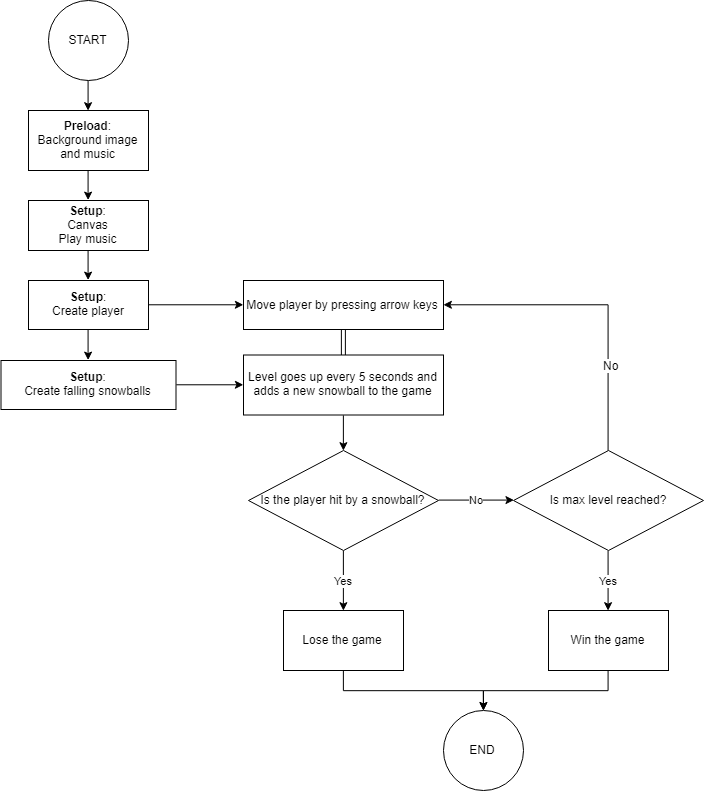 START
Preload:
Background image
and music
Setup:
Canvas
Play music
Setup:
Create player
Move player by pressing arrow keys
Setup:
Create falling snowballs
Level goes up every 5 seconds and
adds a new snowball to the game
No
Is the player hit by a snowball?
No
Is max level reached?
Yes
Yes
Lose the game
Win the game
END